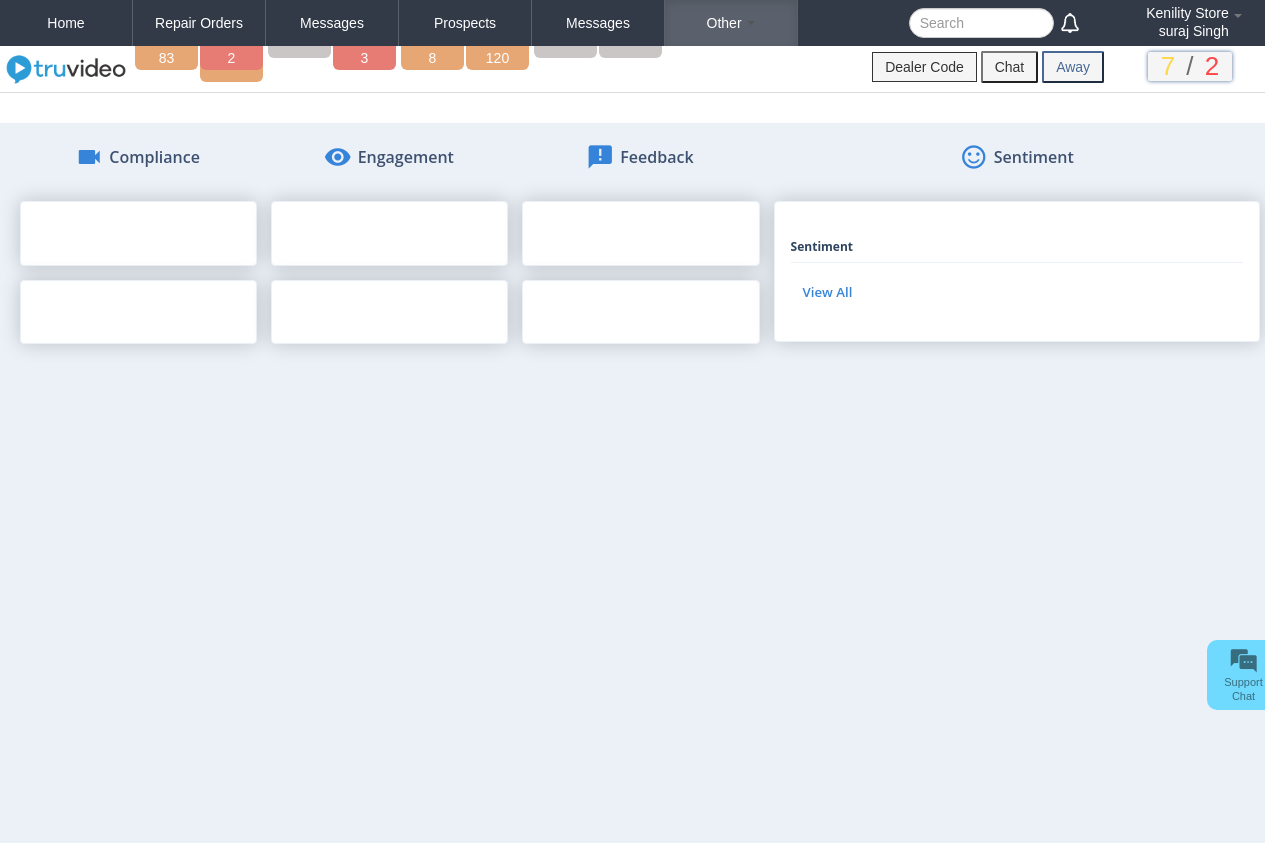 Home Repair Orders Messages Prospects Messages Other Search Kenility Store
suraj Singh
truvideo 83 2 3 8 120 Dealer Code Chat Away 7 / 2
Compliance Engagement Feedback Sentiment
Sentiment
View All
Support
Chat